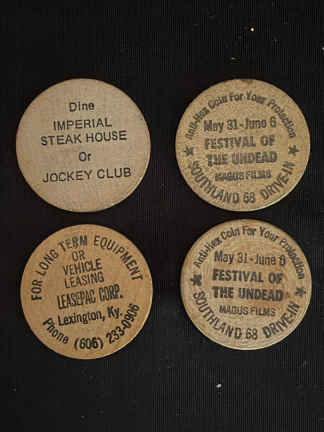 Dine
IMPERIAL
STEAK HOUSE
Or
JOCKEY CLUB
Anti-Hex Coin For Your Protection
May 31-June 6
FESTIVAL OF
THE UNDEAD
MAGUS FILMS
SOUTHLAND 68 DRIVE-IN
FOR LONG TERM EQUIPMENT
OR
VEHICLE
LEASING
LEASEPAC CORP.
Lexington, Ky.
Phone (606) 233-0906
Anti-Hex Coin For Your Protection
May 31-June 6
FESTIVAL OF
THE UNDEAD
MAGUS FILMS
SOUTHLAND 68 DRIVE-IN